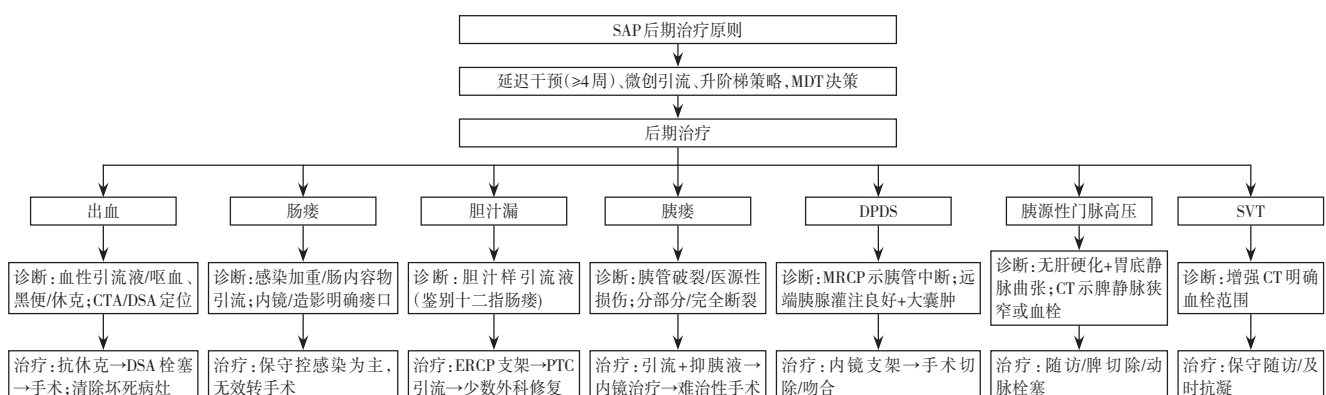 SAP后期治疗原则
延迟干预(≥4周)、微创引流、升阶梯策略,MDT决策
后期治疗
出血
肠瘘
胆汁漏
胰瘘
DPDS
胰源性门脉高压
SVT
诊断:血性引流液/呕血、
黑便/休克;CTA/DSA定位
诊断:感染加重/肠内容物
引流;内镜/造影明确瘘口
诊断:胆汁样引流液
(鉴别十二指肠瘘)
诊断:胰管破裂/医源性
损伤;分部分/完全断裂
诊断:MRCP示胰管中断;远
端胰腺灌注良好+大囊肿
诊断:无肝硬化+胃底静
脉曲张;CT示脾静脉狭
窄或血栓
诊断:增强CT明确
血栓范围
治疗:抗休克→DSA栓塞
→手术;清除坏死病灶
治疗:保守控感染为主,
无效转手术
治疗:ERCP支架→PTC
引流→少数外科修复
治疗:引流+抑胰液→
内镜治疗→难治性手术
治疗:内镜支架→手术切
除/吻合
治疗:随访/脾切除/动
脉栓塞
治疗:保守随访/及
时抗凝